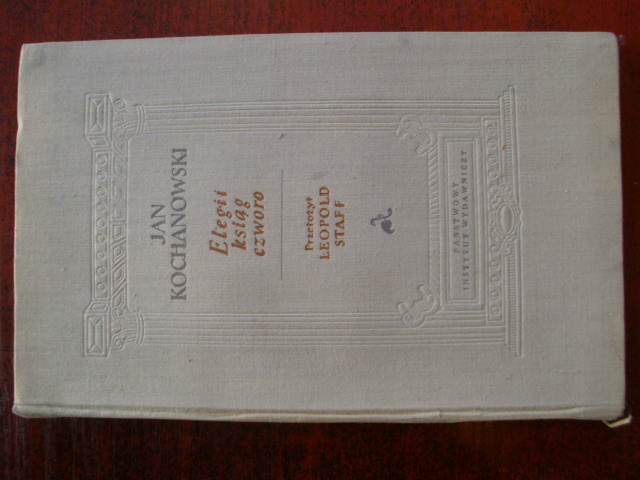 JAN
KOCHANOWSKI
Elegii
ksiąg
czworo
Przełożył
LEOPOLD
STAFF
PAŃSTWOWY
INSTYTUT WYDAWNICZY